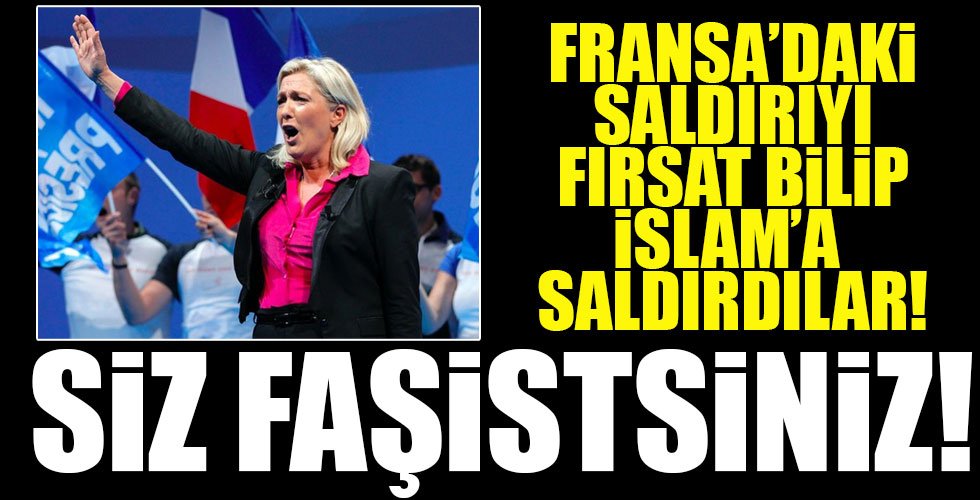 FRANSA'DAKİ
SALDIRIYI
FIRSAT BİLİP
İSLAM'A
SALDIRDILAR!
SİZ FAŞİSTSİNİZ!